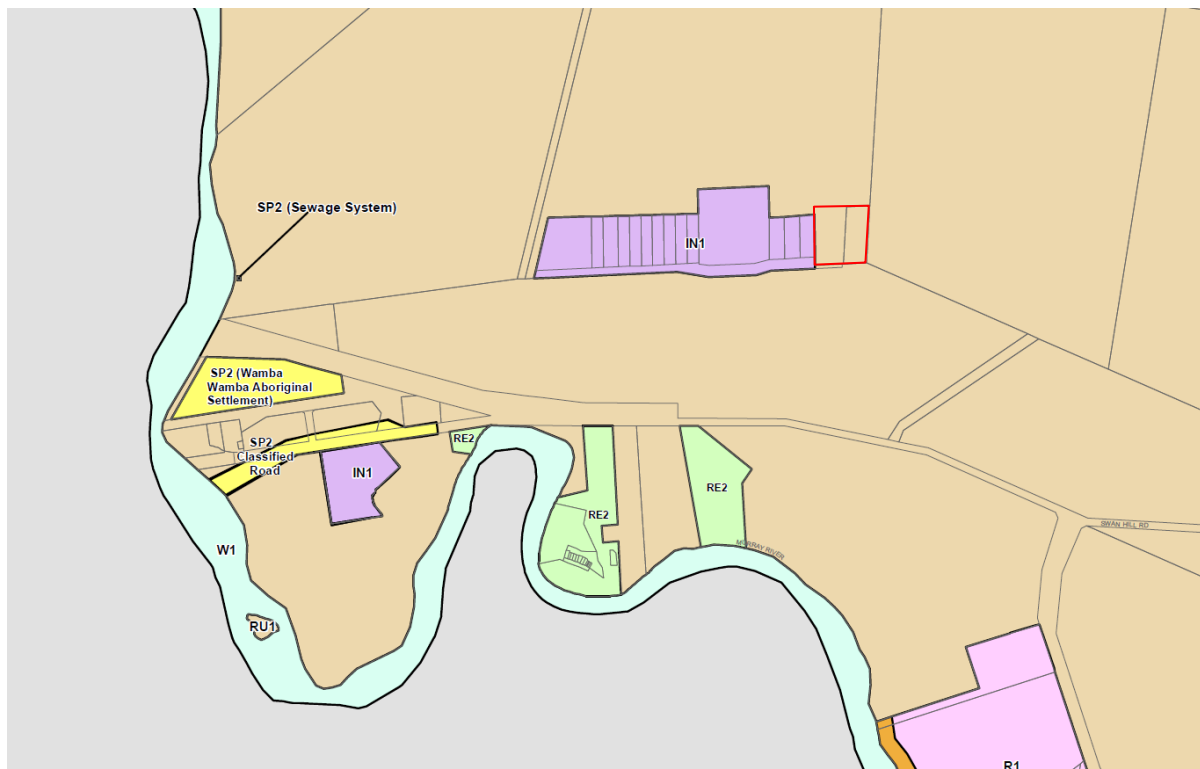 SP2 (Sewage System)
IN1
SP2 (Wamba
Wamba Aboriginal
Settlement)
RE2
SP2
Classified
Road
IN1
RE2
RE2
SWAN HILL RD
MURRAY RIVER
W1
RU1
R1